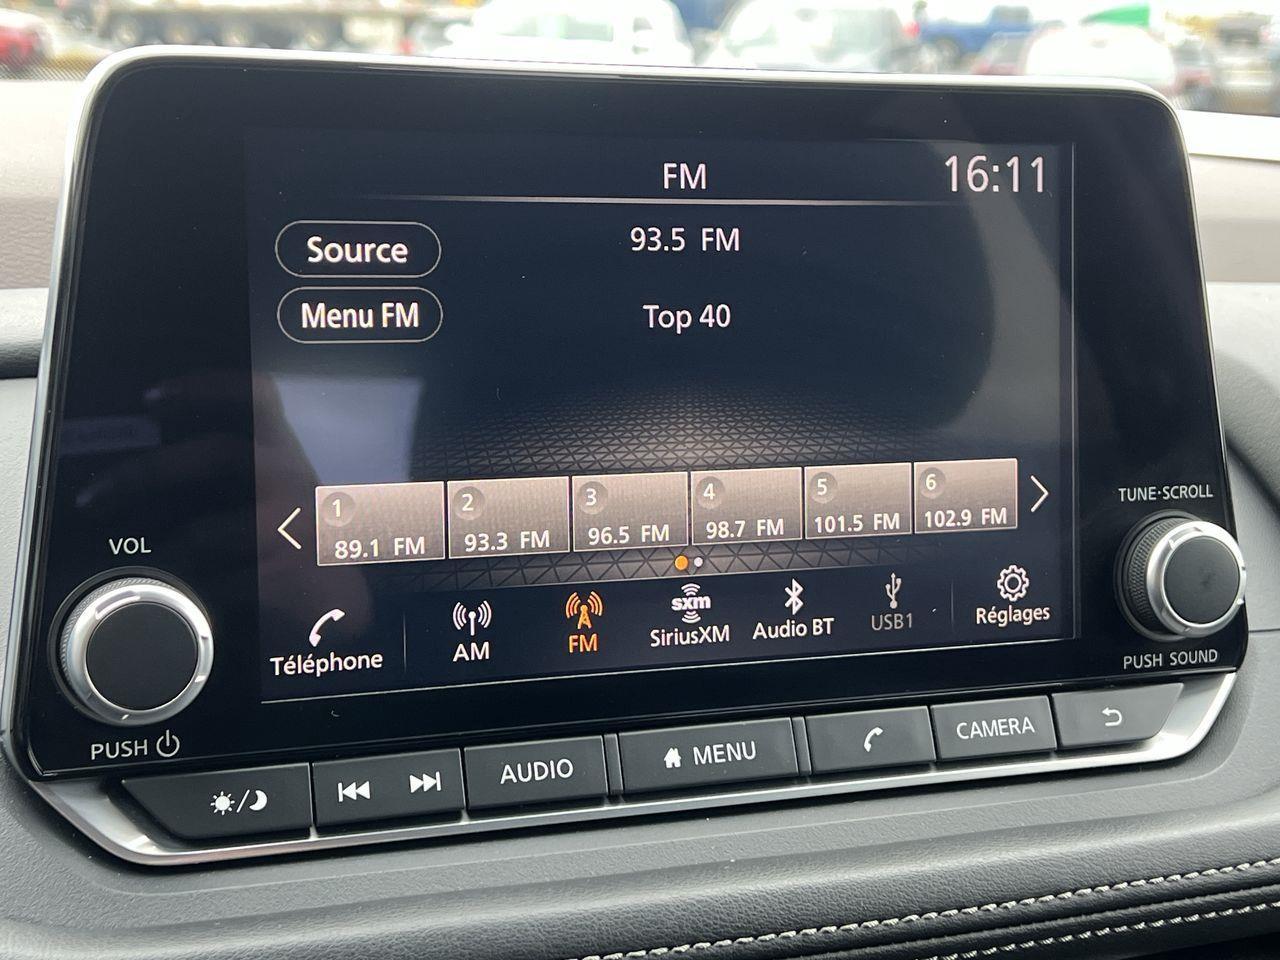 FM
16:11
Source
93.5 FM
Menu FM
Top 40
1
89.1 FM
2
93.3 FM
3
96.5 FM
4
98.7 FM
5
101.5 FM
6
102.9 FM
Téléphone
AM
FM
sxm
SiriusXM
Audio BT
USB1
Réglages
VOL
PUSH
TUNE·SCROLL
PUSH SOUND
AUDIO
MENU
CAMERA